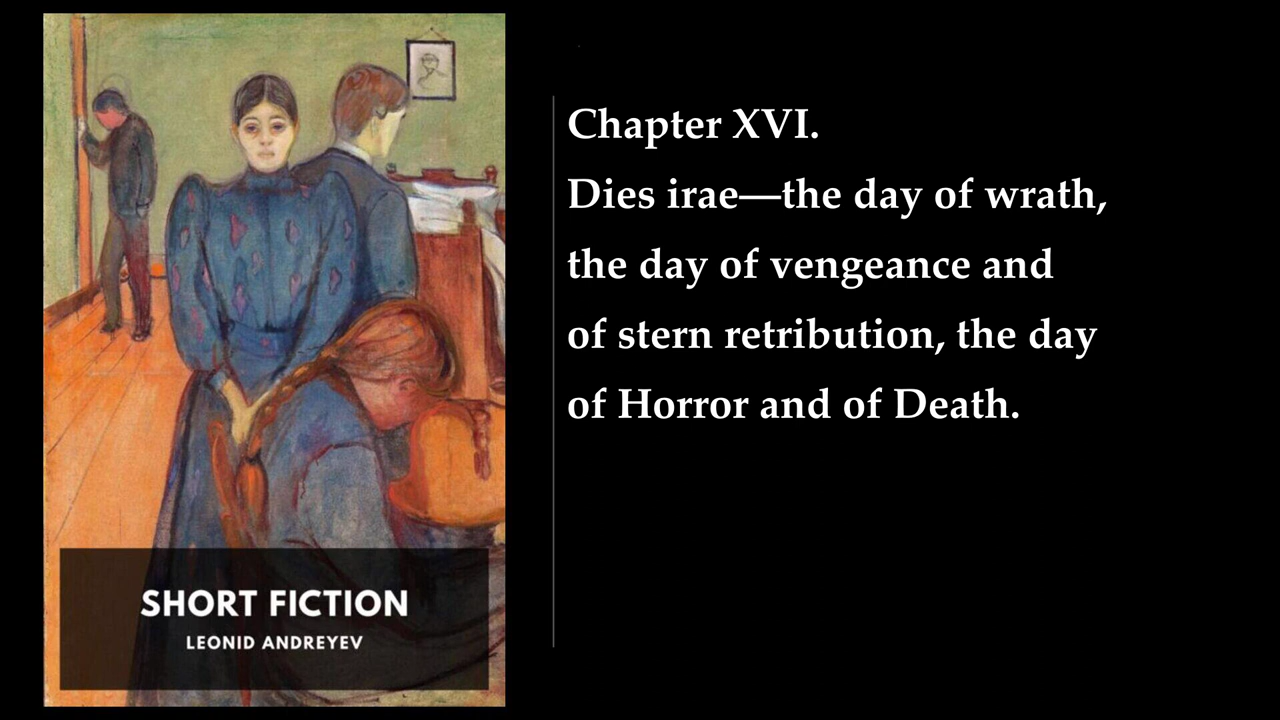 SHORT FICTION
LEONID ANDREYEV
Chapter XVI.
Dies irae—the day of wrath,
the day of vengeance and
of stern retribution, the day
of Horror and of Death.